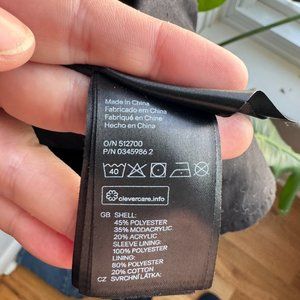 Made in China
Fabricado en China
Fabriqué en Chine
Hecho en China
O/N 512700
P/N 0345986.2
40
clevercare.info
GB SHELL:
45% POLYESTER
35% MODACRYLIC
20% ACRYLIC
SLEEVE LINING:
100% POLYESTER
LINING:
80% POLYESTER
20% COTTON
CZ SVRCHNÍ LÁTKA: